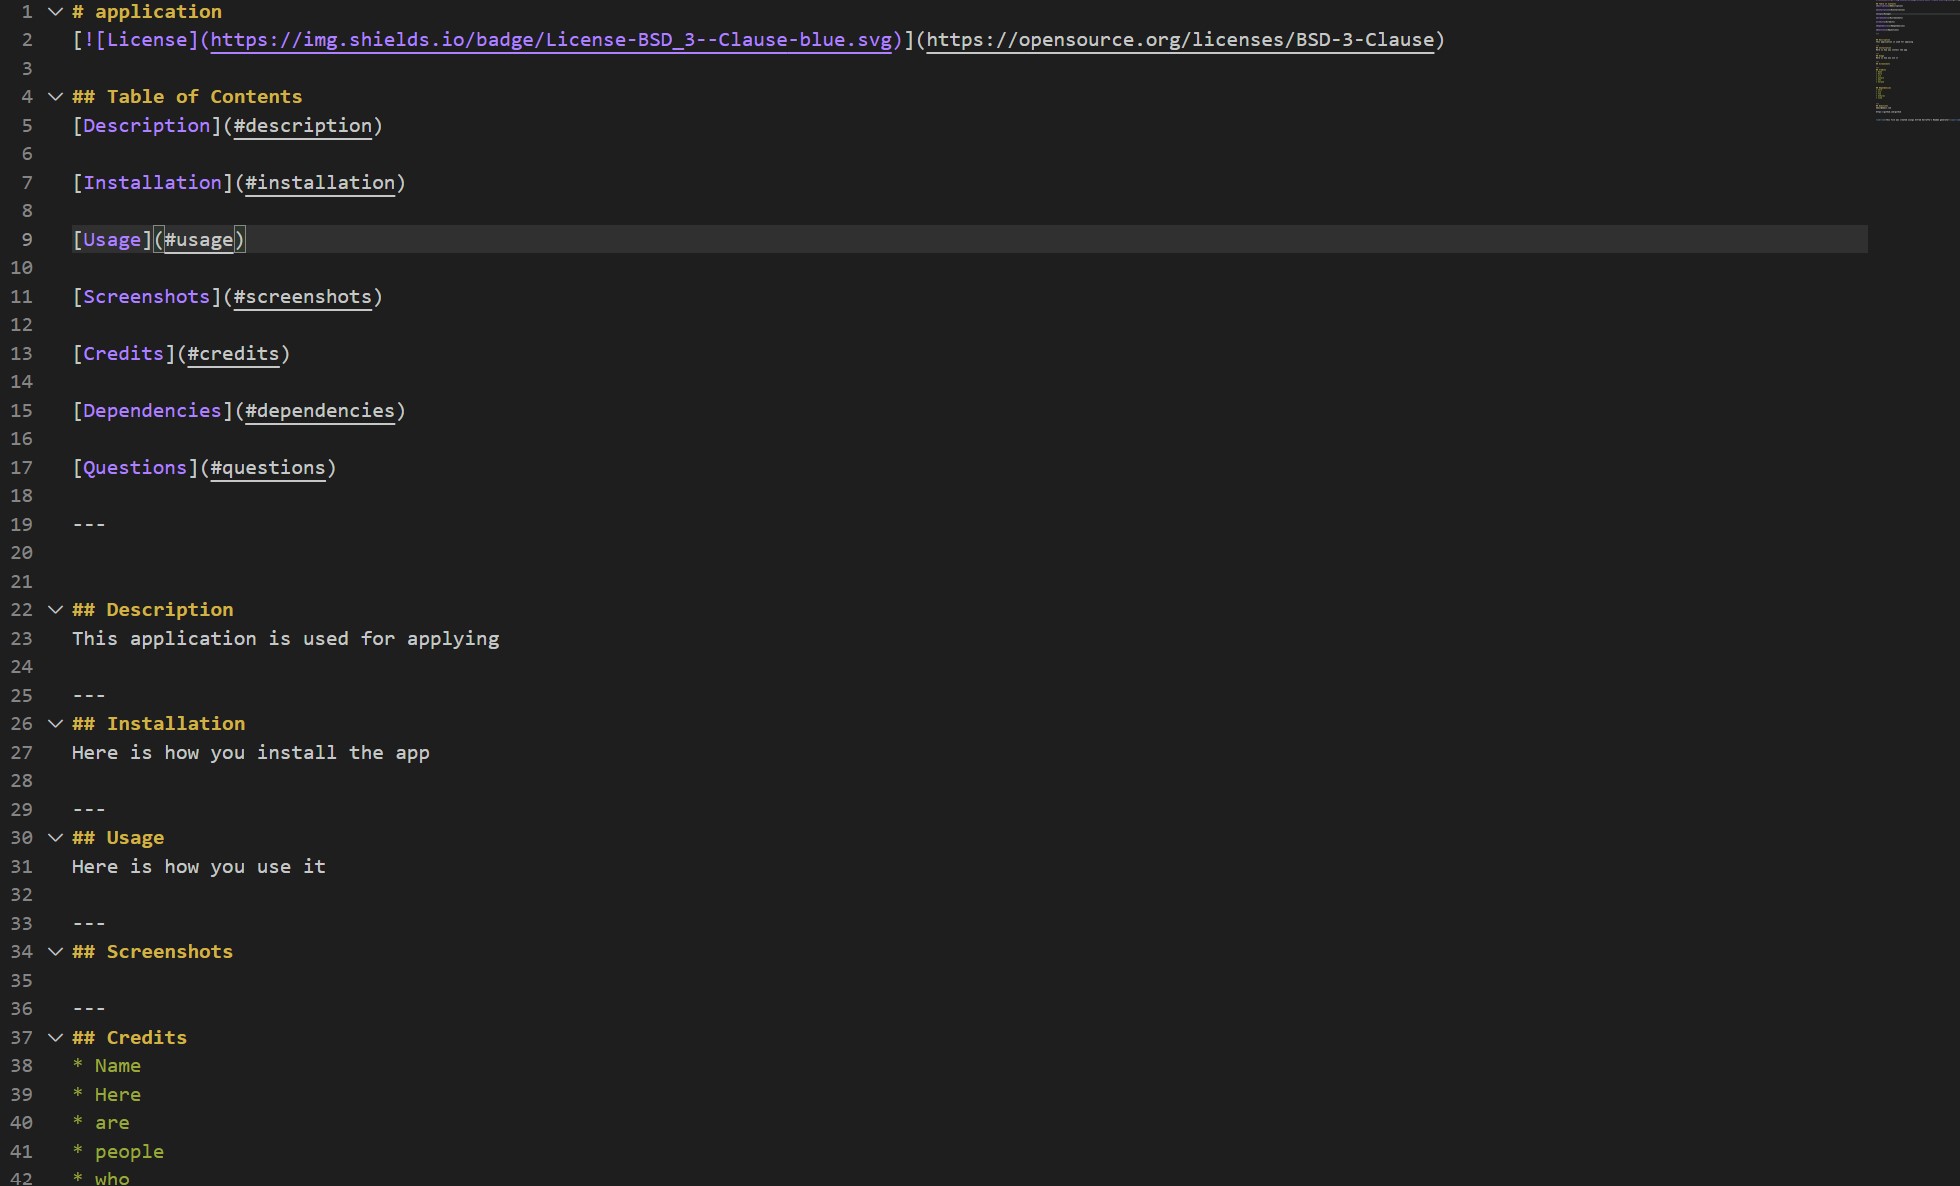 1 # application
2 [![License](https://img.shields.io/badge/License-BSD_3--Clause-blue.svg)](https://opensource.org/licenses/BSD-3-Clause)
3
4 ## Table of Contents
5 [Description](#description)
6
7 [Installation](#installation)
8
9 [Usage](#usage)
10
11 [Screenshots](#screenshots)
12
13 [Credits](#credits)
14
15 [Dependencies](#dependencies)
16
17 [Questions](#questions)
18
19 ---
20
21
22 ## Description
23 This application is used for applying
24
25 ---
26 ## Installation
27 Here is how you install the app
28
29 ---
30 ## Usage
31 Here is how you use it
32
33 ---
34 ## Screenshots
35
36 ---
37 ## Credits
38 * Name
39 * Here
40 * are
41 * people
42 * who